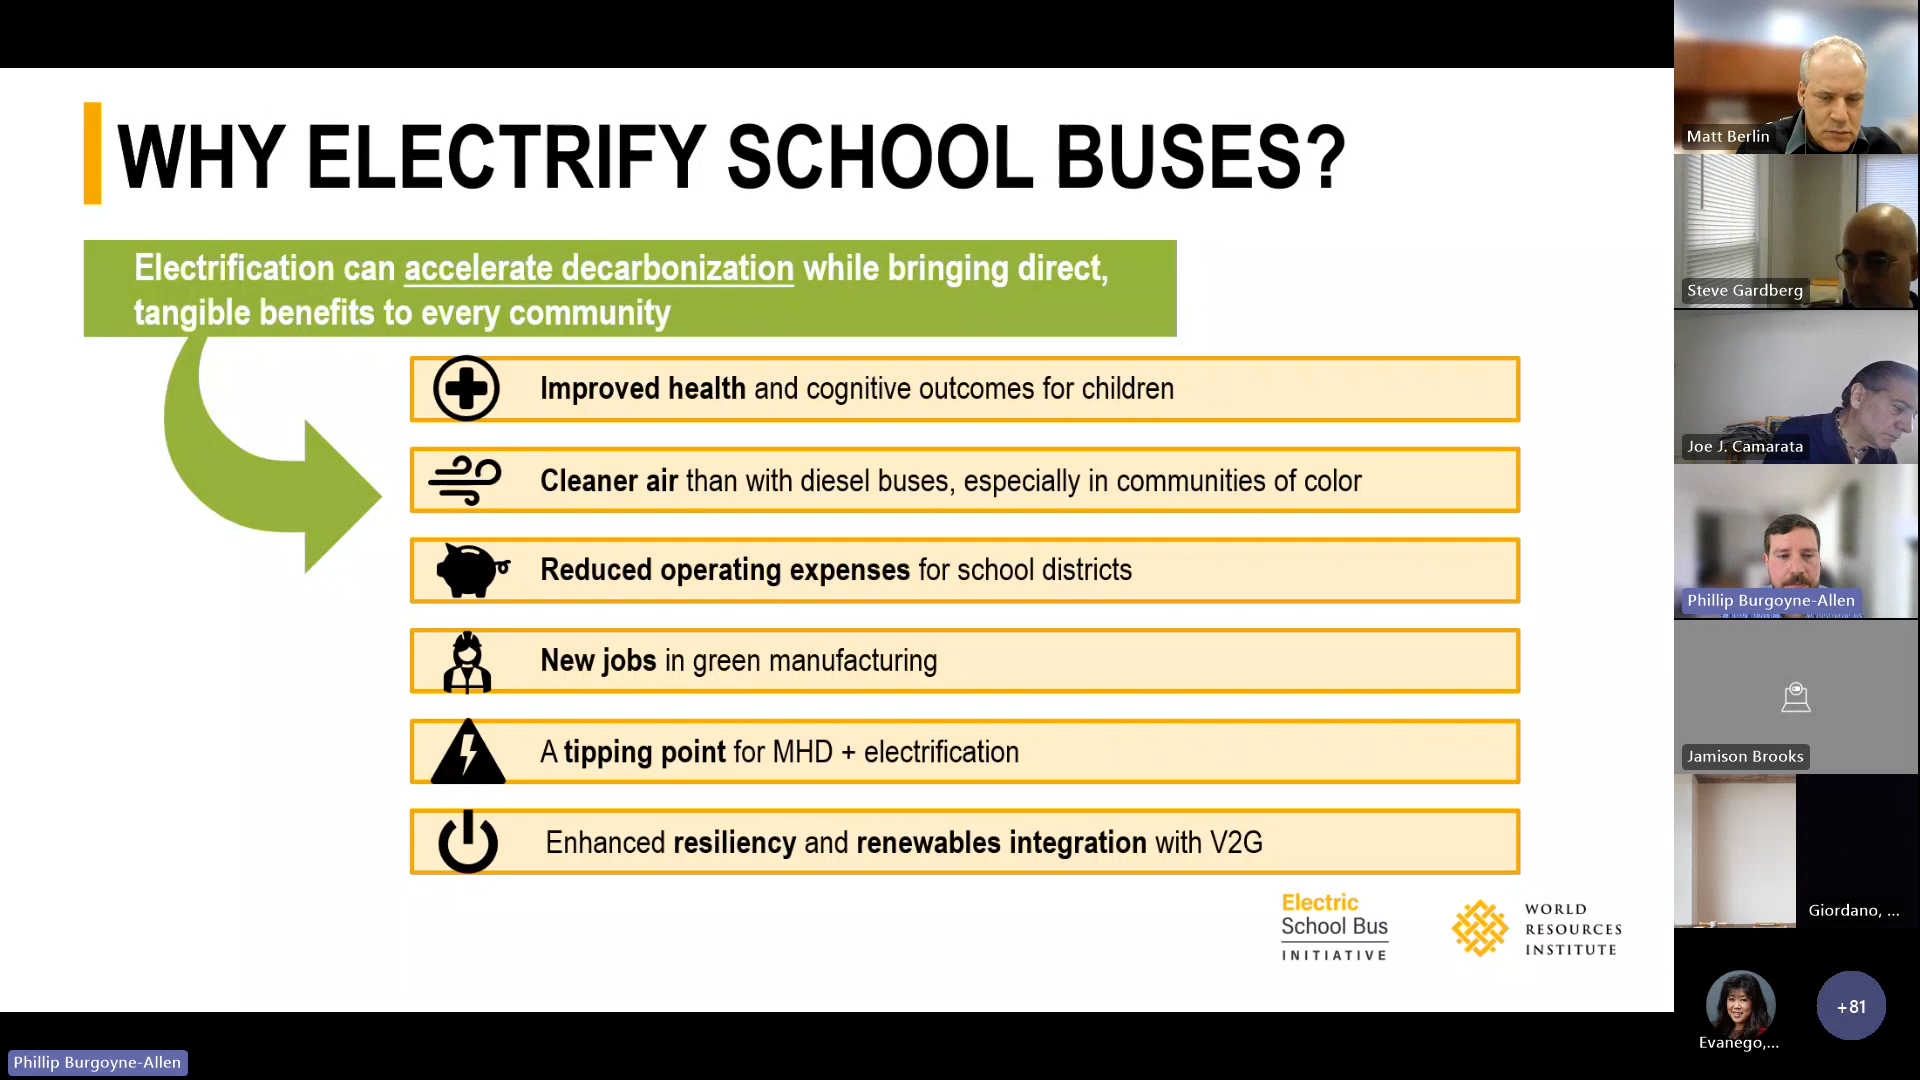 WHY ELECTRIFY SCHOOL BUSES?
Electrification can accelerate decarbonization while bringing direct,
tangible benefits to every community
Improved health and cognitive outcomes for children
Cleaner air than with diesel buses, especially in communities of color
Reduced operating expenses for school districts
New jobs in green manufacturing
A tipping point for MHD + electrification
Enhanced resiliency and renewables integration with V2G
Electric
School Bus
INITIATIVE
WORLD
RESOURCES
INSTITUTE
Matt Berlin
Steve Gardberg
Joe J. Camarata
Phillip Burgoyne-Allen
Jamison Brooks
Giordano, ...
Evanego,...
+81
Phillip Burgoyne-Allen